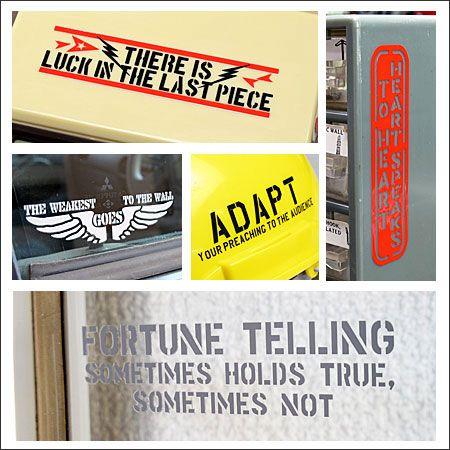 THERE IS
LUCK IN THE LAST PIECE
HEART SPEAKS
TO HEART
THE WEAKEST GOES TO THE WALL
ADAPT
YOUR PREACHING TO THE AUDIENCE
FORTUNE TELLING
SOMETIMES HOLDS TRUE,
SOMETIMES NOT